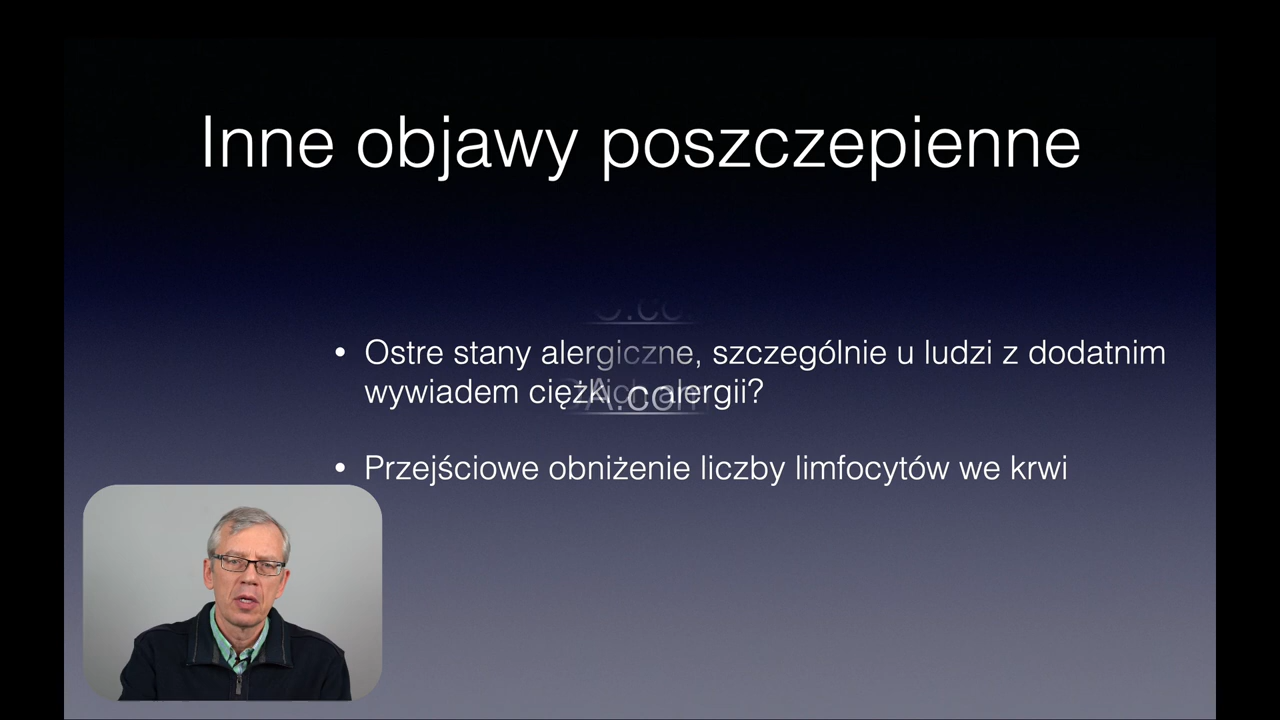 Inne objawy poszczepienne
• Ostre stany alergiczne, szczególnie u ludzi z dodatnim
wywiadem ciężkich alergii?
• Przejściowe obniżenie liczby limfocytów we krwi